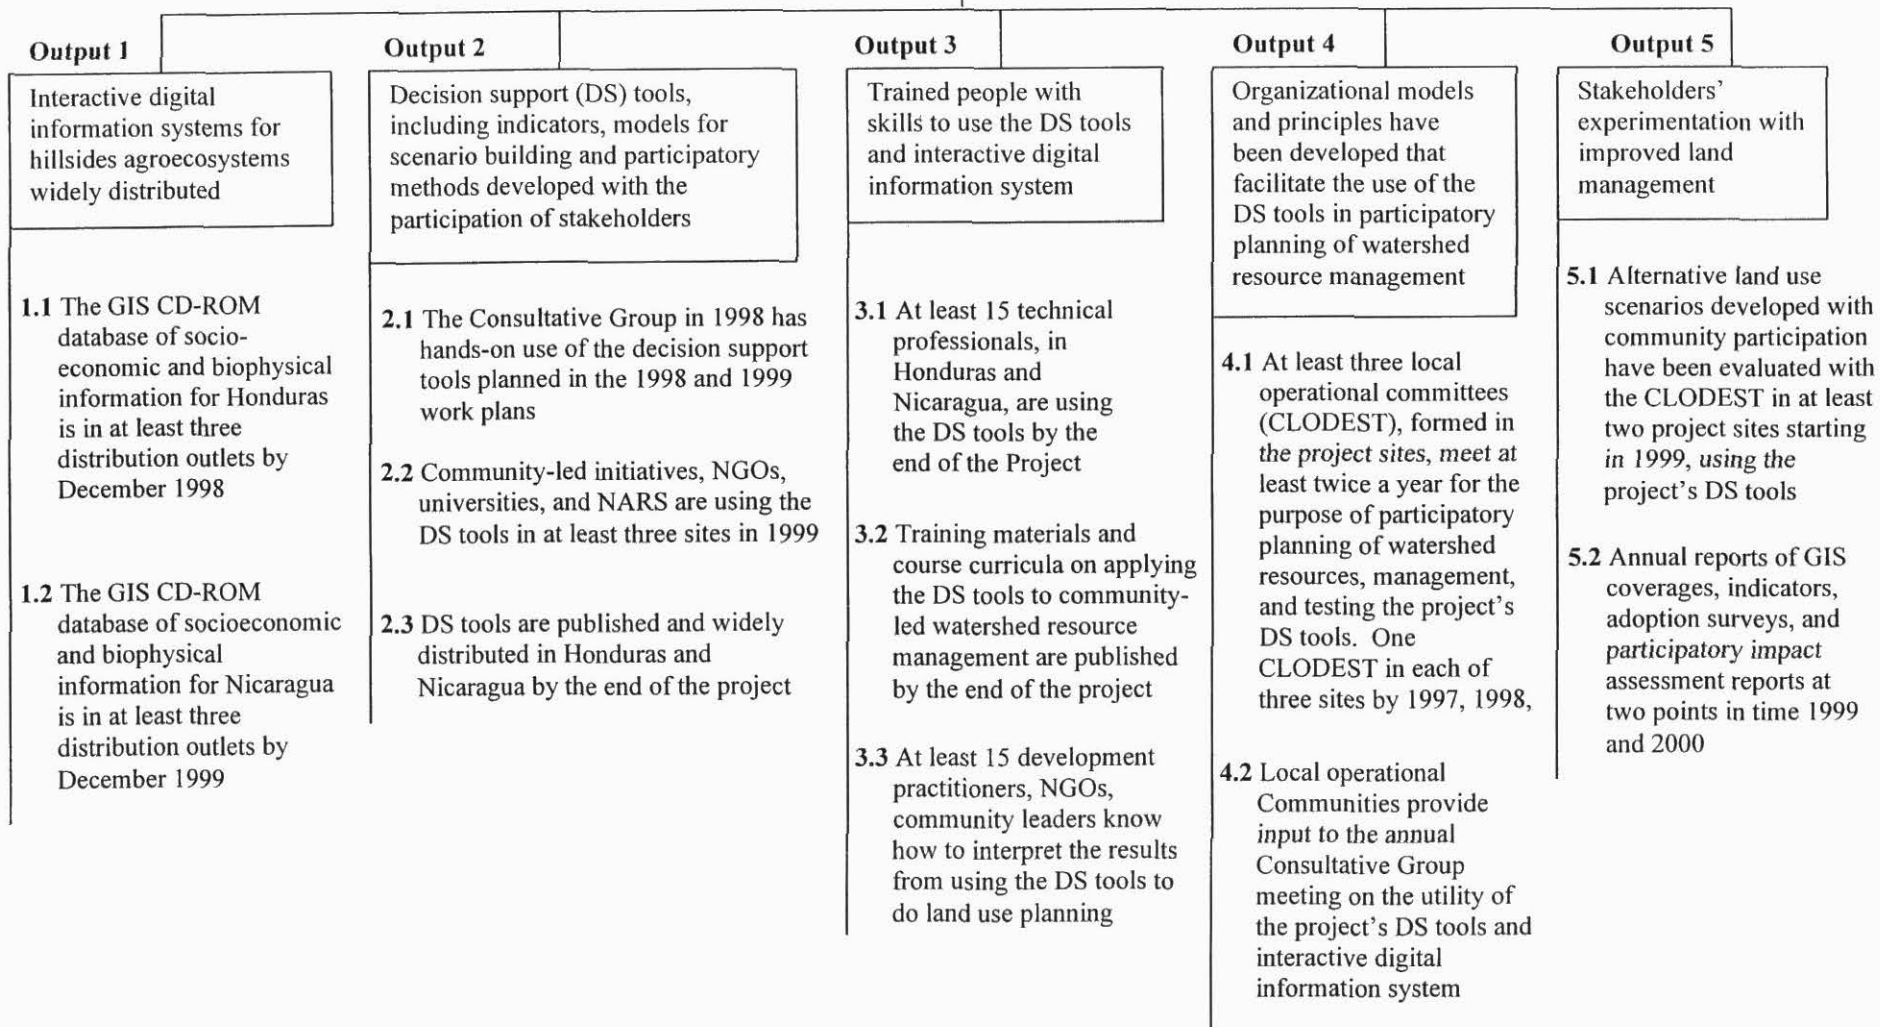 Output 1
Interactive digital
information systems for
hillsides agroecosystems
widely distributed
1.1 The GIS CD-ROM
database of socio-
economic and biophysical
information for Honduras
is in at least three
distribution outlets by
December 1998
1.2 The GIS CD-ROM
database of socioeconomic
and biophysical
information for Nicaragua
is in at least three
distribution outlets by
December 1999
Output 2
Decision support (DS) tools,
including indicators, models for
scenario building and participatory
methods developed with the
participation of stakeholders
2.1 The Consultative Group in 1998 has
hands-on use of the decision support
tools planned in the 1998 and 1999
work plans
2.2 Community-led initiatives, NGOs,
universities, and NARS are using the
DS tools in at least three sites in 1999
2.3 DS tools are published and widely
distributed in Honduras and
Nicaragua by the end of the project
Output 3
Trained people with
skills to use the DS tools
and interactive digital
information system
3.1 At least 15 technical
professionals, in
Honduras and
Nicaragua, are using
the DS tools by the
end of the Project
3.2 Training materials and
course curricula on applying
the DS tools to community-
led watershed resource
management are published
by the end of the project
3.3 At least 15 development
practitioners, NGOs,
community leaders know
how to interpret the results
from using the DS tools to
do land use planning
Output 4
Organizational models
and principles have
been developed that
facilitate the use of the
DS tools in participatory
planning of watershed
resource management
4.1 At least three local
operational committees
(CLODEST), formed in
the project sites, meet at
least twice a year for the
purpose of participatory
planning of watershed
resources, management,
and testing the project's
DS tools. One
CLODEST in each of
three sites by 1997, 1998,
4.2 Local operational
Communities provide
input to the annual
Consultative Group
meeting on the utility of
the project's DS tools and
interactive digital
information system
Output 5
Stakeholders'
experimentation with
improved land
management
5.1 Alternative land use
scenarios developed with
community participation
have been evaluated with
the CLODEST in at least
two project sites starting
in 1999, using the
project's DS tools
5.2 Annual reports of GIS
coverages, indicators,
adoption surveys, and
participatory impact
assessment reports at
two points in time 1999
and 2000